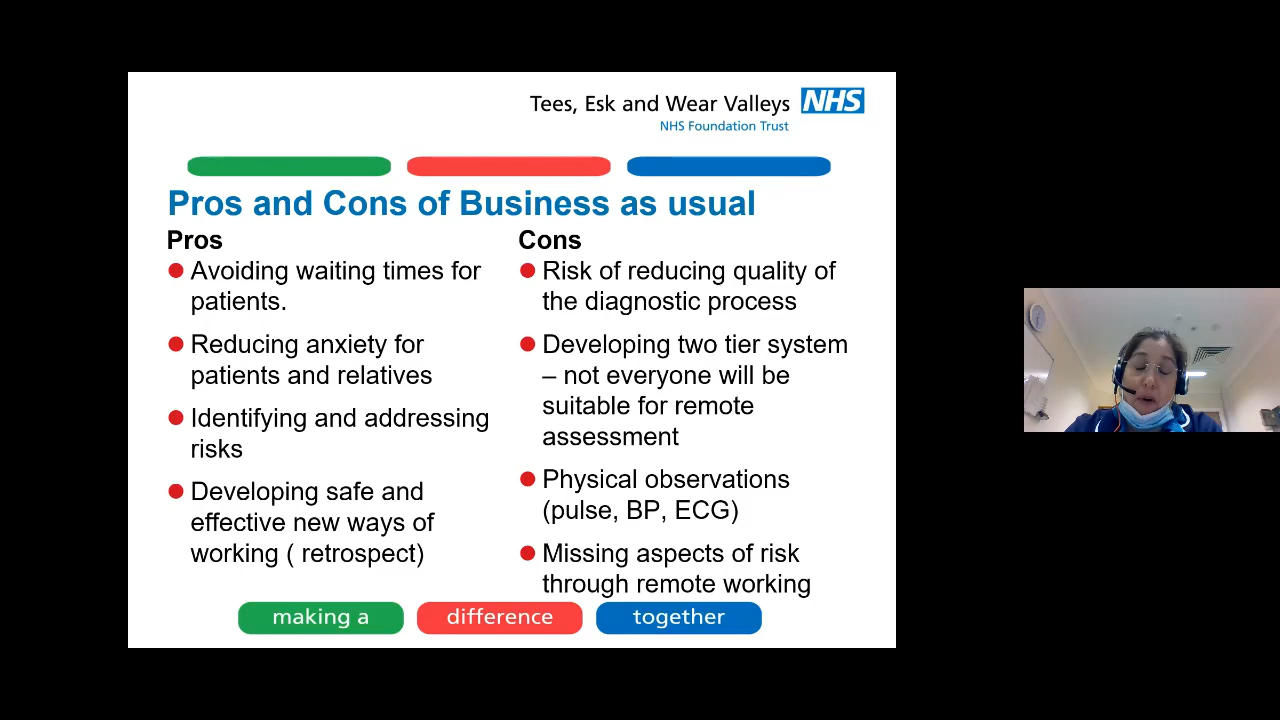 Tees, Esk and Wear Valleys NHS
NHS Foundation Trust
Pros and Cons of Business as usual
Pros
Avoiding waiting times for
patients.
Reducing anxiety for
patients and relatives
Identifying and addressing
risks
Developing safe and
effective new ways of
working ( retrospect)
Cons
Risk of reducing quality of
the diagnostic process
Developing two tier system
– not everyone will be
suitable for remote
assessment
Physical observations
(pulse, BP, ECG)
Missing aspects of risk
through remote working
making a difference together